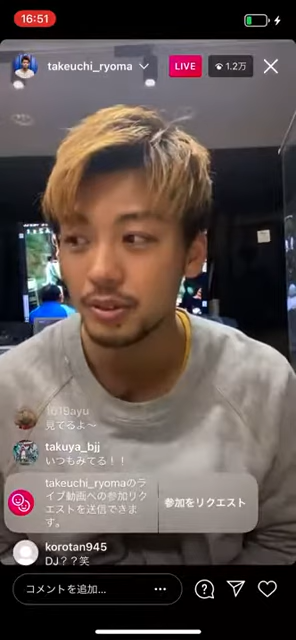 16:51
takeuchi_ryoma
LIVE
1.2万
1618ayu
見てるよ〜
takuya_bjj
いつもみてる！！
takeuchi_ryomaのラ
イブ動画への参加リク
エストを送信できま
す。
参加をリクエスト
korotan945
DJ？？笑
コメントを追加...